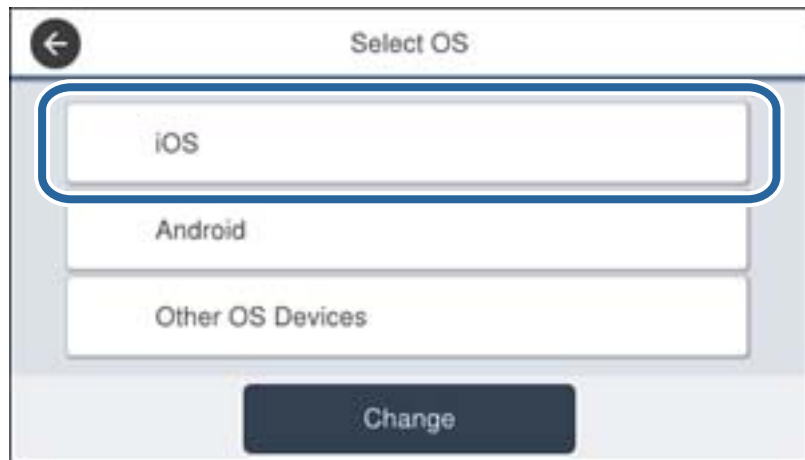 Select OS
iOS
Android
Other OS Devices
Change